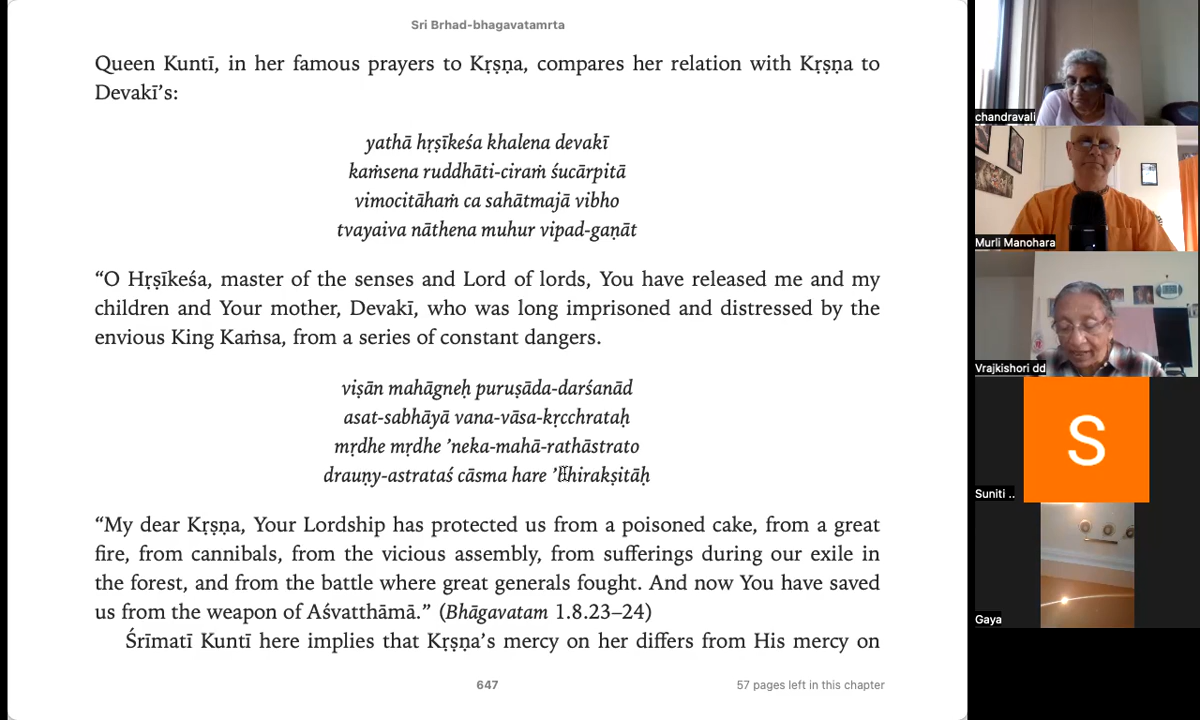 Sri Brhad-bhagavatamrta
Queen Kuntī, in her famous prayers to Kṛṣṇa, compares her relation with Kṛṣṇa to
Devakī’s:
yathā hṛṣīkeśa khalena devakī
kaṁsena ruddhāti-ciraṁ śucārpitā
vimocitāhaṁ ca sahātmajā vibho
tvayaiva nāthena muhur vipad-gaṇāt
“O Hṛṣīkeśa, master of the senses and Lord of lords, You have released me and my
children and Your mother, Devakī, who was long imprisoned and distressed by the
envious King Kaṁsa, from a series of constant dangers.
viṣān mahāgneḥ puruṣāda-darśanād
asat-sabhāyā vana-vāsa-kṛcchrataḥ
mṛdhe mṛdhe ’neka-mahā-rathāstrato
drauṇy-astrataś cāsma hare ’bhirakṣitāḥ
“My dear Kṛṣṇa, Your Lordship has protected us from a poisoned cake, from a great
fire, from cannibals, from the vicious assembly, from sufferings during our exile in
the forest, and from the battle where great generals fought. And now You have saved
us from the weapon of Aśvatthāmā.” (Bhāgavatam 1.8.23–24)
Śrīmatī Kuntī here implies that Kṛṣṇa’s mercy on her differs from His mercy on
647
57 pages left in this chapter
chandravali
Murli Manohara
Vrajkishori dd
S
Suniti ..
Gaya